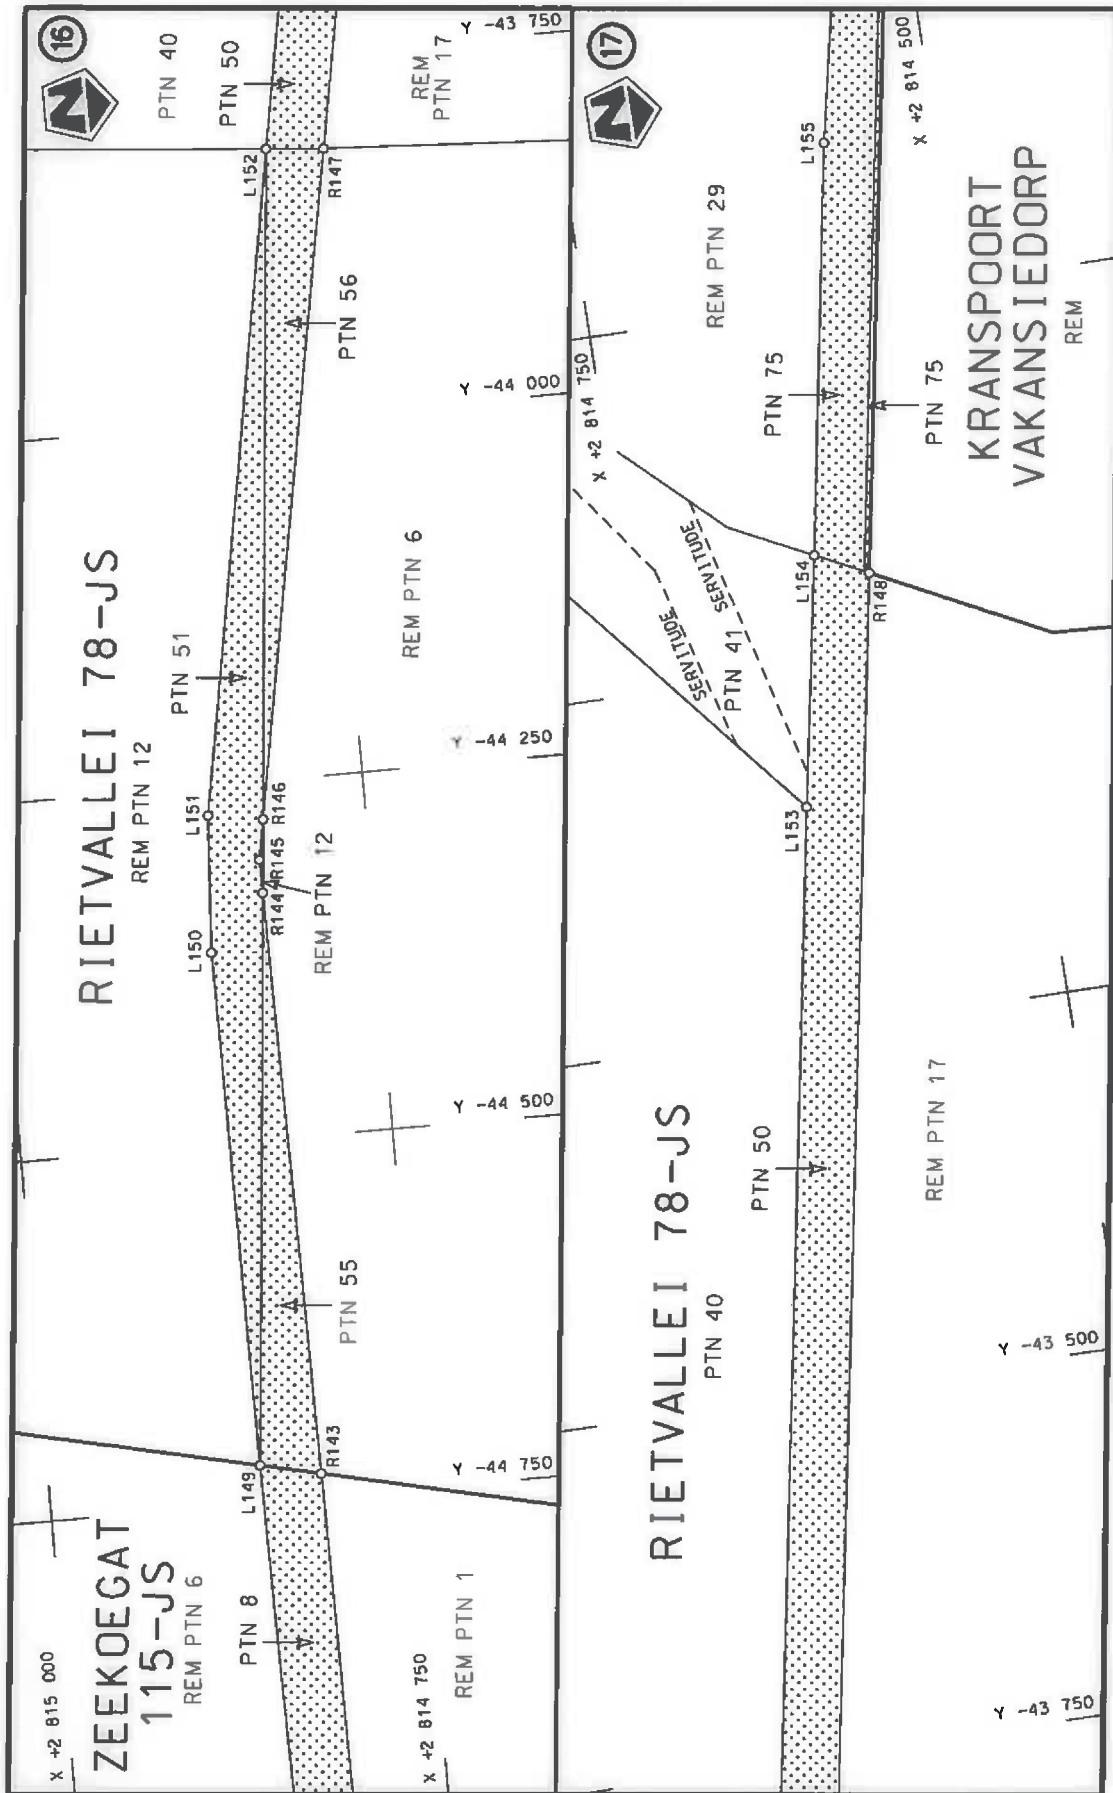 16
N
PTN 40
PTN 50
REM
PTN 17
Y -43 750
L152
R147
PTN 56
Y -44 000
RIETVALLEI 78-JS
REM PTN 12
PTN 51
REM PTN 6
L151
R146
R145
R144
REM PTN 12
Y -44 250
L150
Y -44 500
PTN 55
L149
R143
Y -44 750
ZEEKOEGAT
115-JS
REM PTN 6
PTN 8
REM PTN 1
X +2 815 000
X +2 814 750
17
N
L155
X +2 814 500
REM PTN 29
X +2 814 750
PTN 75
PTN 75
KRANSPOORT
VAKANSIEDORP
REM
SERVITUDE
SERVITUDE
PTN 41
L154
R148
L153
RIETVALLEI 78-JS
PTN 40
PTN 50
REM PTN 17
Y -43 500
Y -43 750